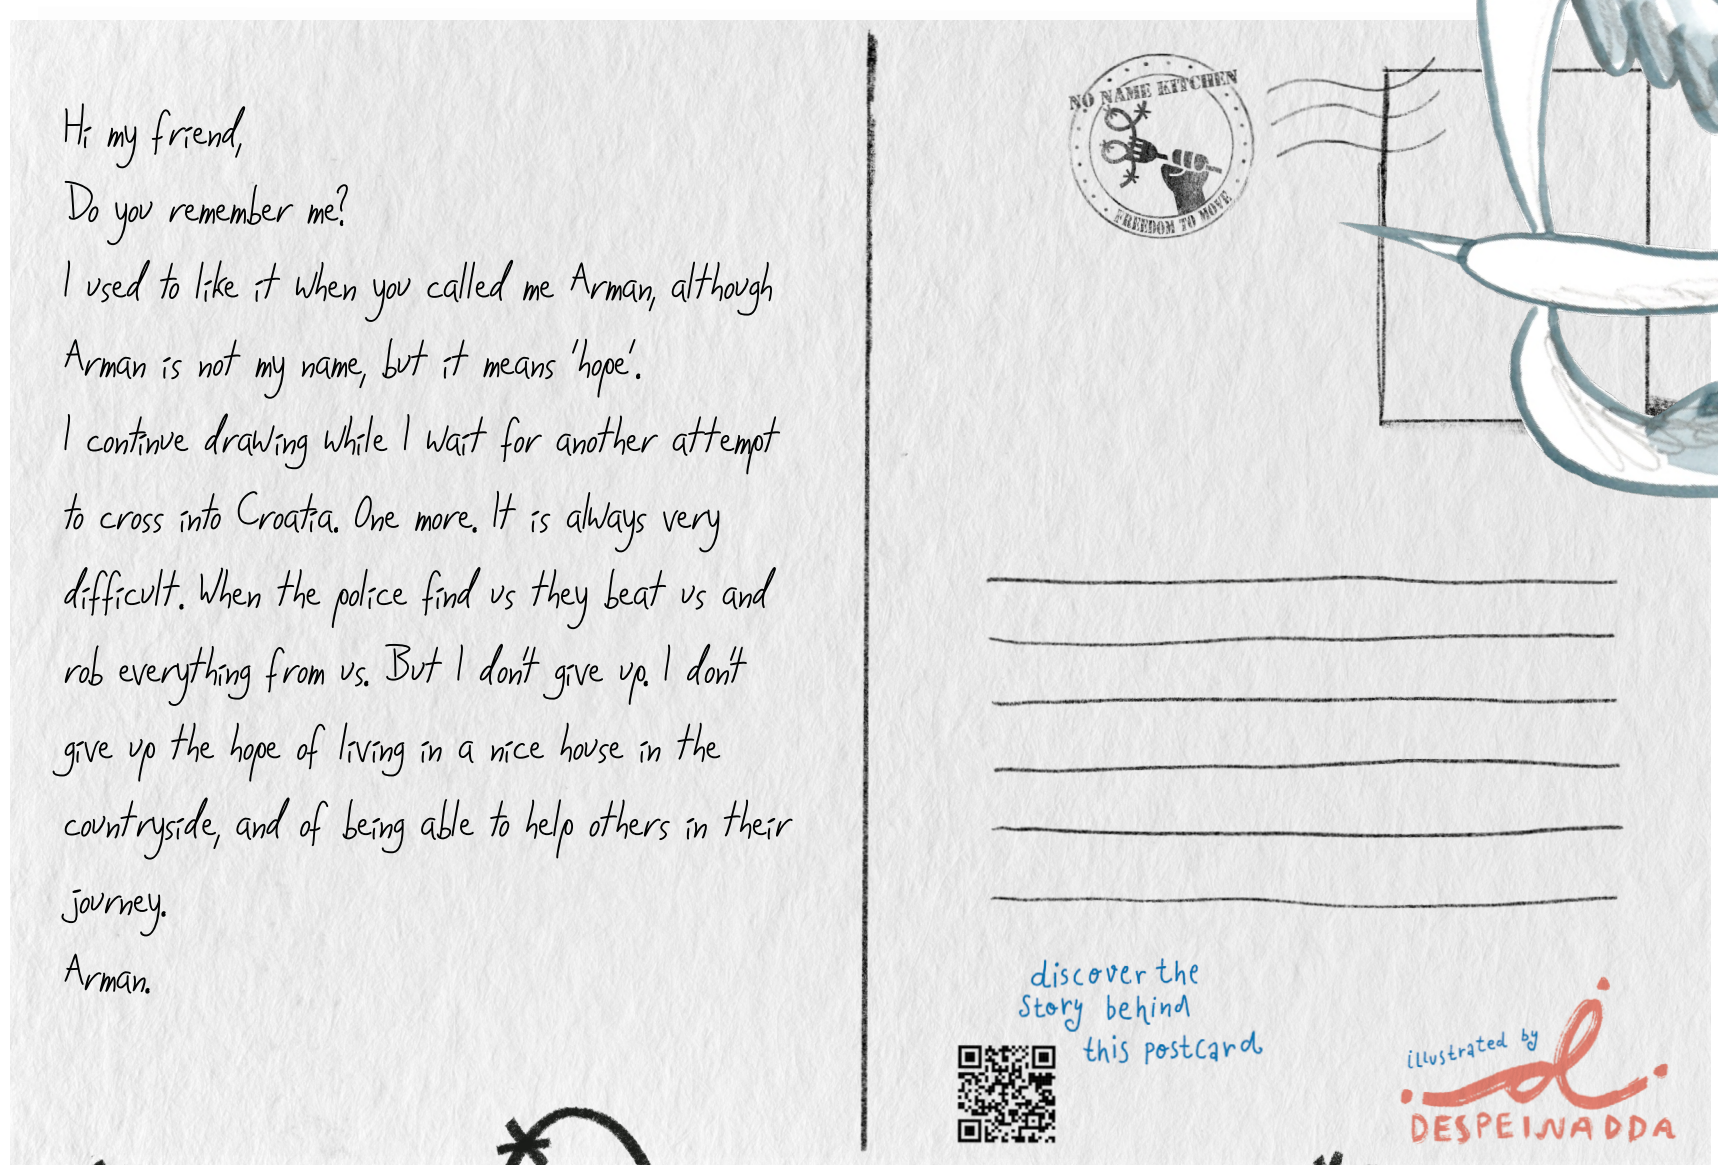 Hi my friend,
Do you remember me?
I used to like it when you called me Arman, although
Arman is not my name, but it means 'hope'.
I continue drawing while I wait for another attempt
to cross into Croatia. One more. It is always very
difficult. When the police find us they beat us and
rob everything from us. But I don't give up. I don't
give up the hope of living in a nice house in the
countryside, and of being able to help others in their
journey.
Arman.
NO NAME KITCHEN
FREEDOM TO MOVE
discover the
story behind
this postcard
illustrated by
d
DESPEINADDA